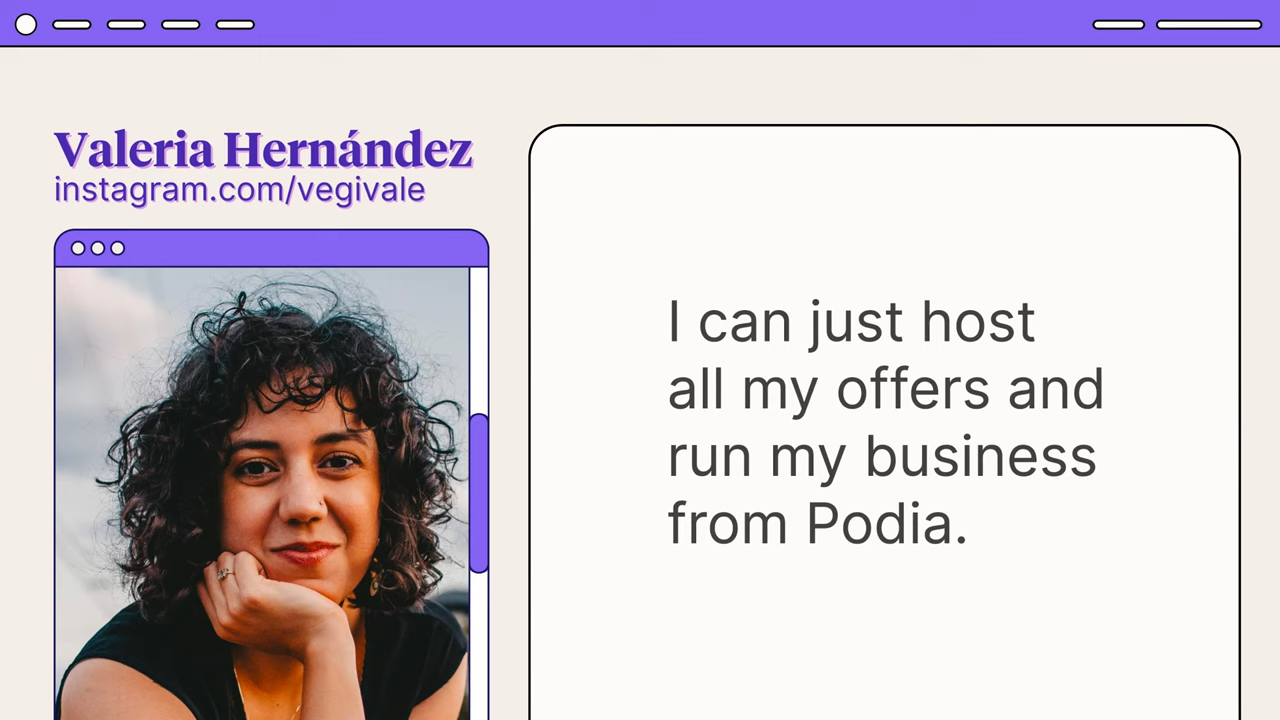 Valeria Hernández
instagram.com/vegivale
I can just host
all my offers and
run my business
from Podia.